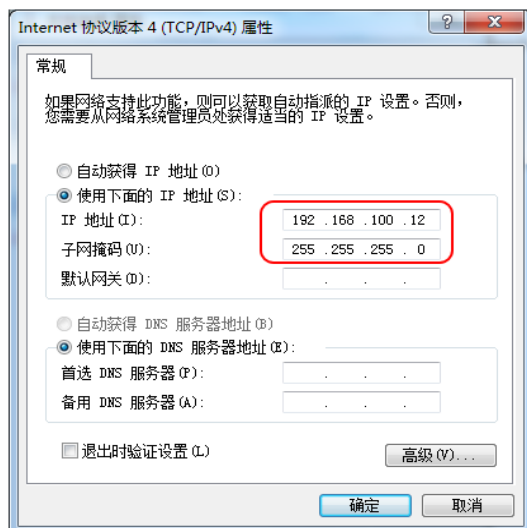 Internet 协议版本 4 (TCP/IPv4) 属性
常规
如果网络支持此功能，则可以获取自动指派的 IP 设置。否则，
您需要从网络系统管理员处获得适当的 IP 设置。
自动获得 IP 地址(O)
使用下面的 IP 地址(S):
IP 地址(I): 192 .168 .100 .12
子网掩码(U): 255 .255 .255 . 0
默认网关(D): . . .
自动获得 DNS 服务器地址(B)
使用下面的 DNS 服务器地址(E):
首选 DNS 服务器(P): . . .
备用 DNS 服务器(A): . . .
退出时验证设置(L)
高级(V)...
确定 取消